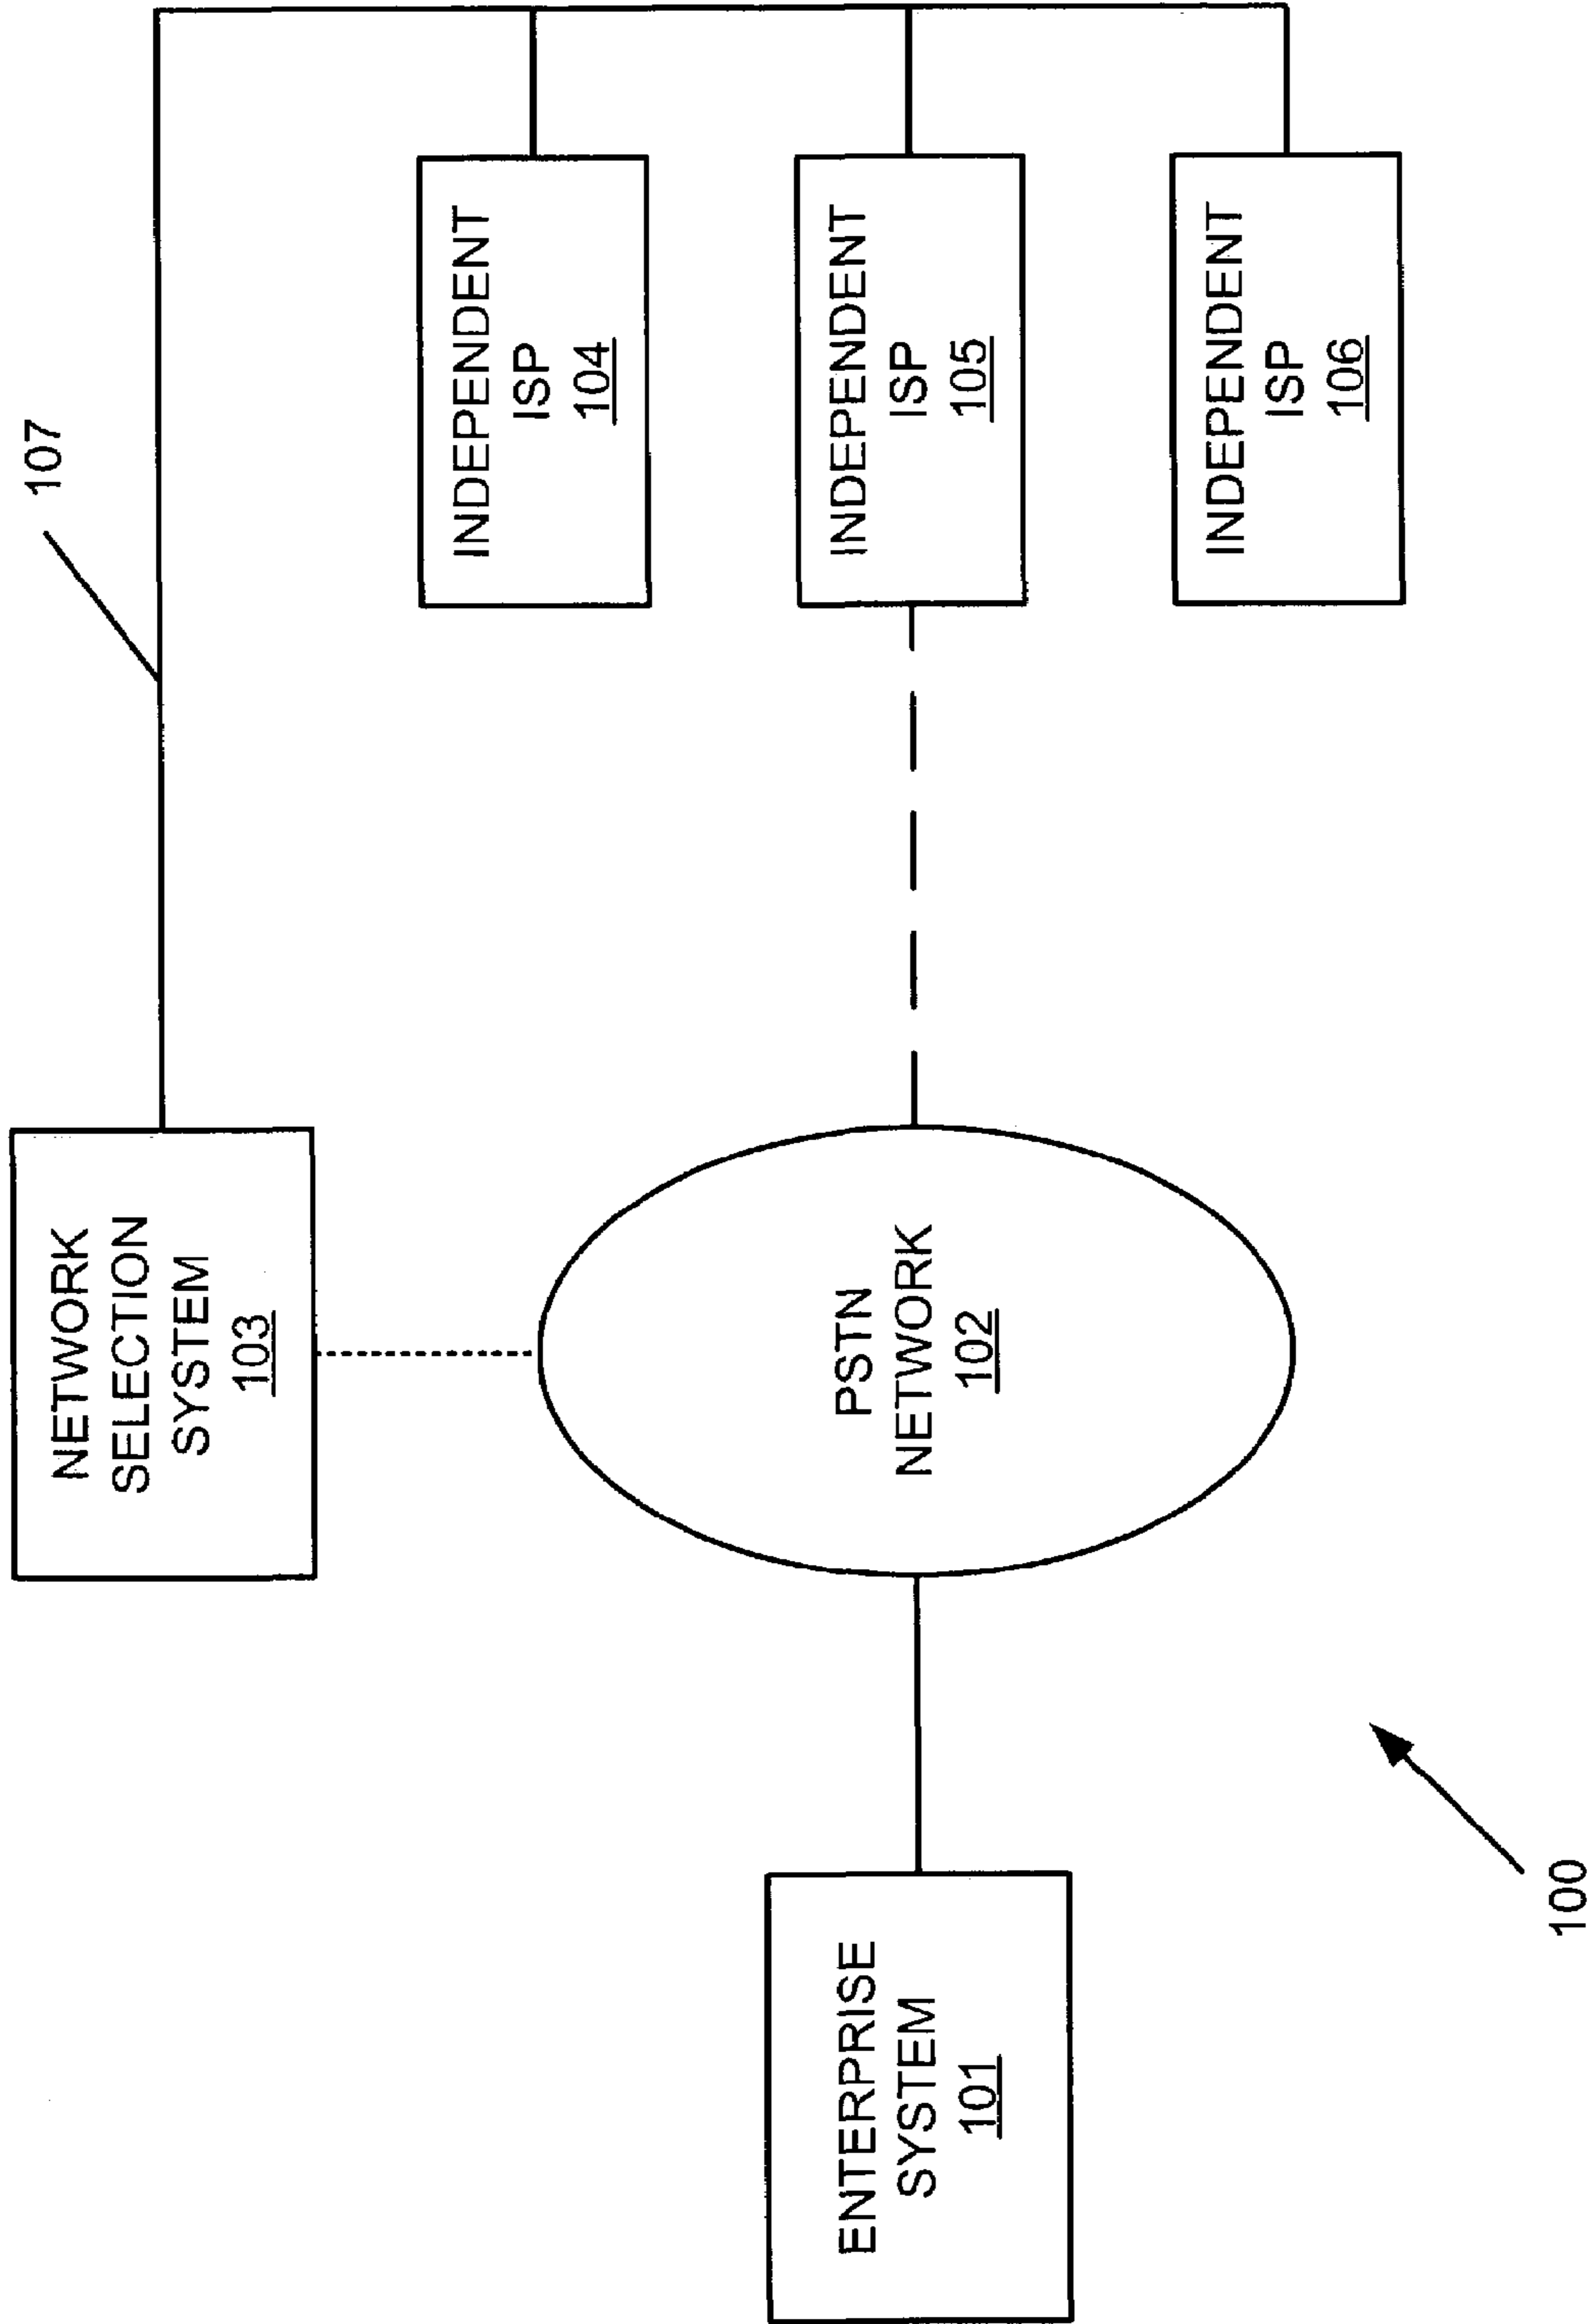 107
NETWORK
SELECTION
SYSTEM
103
INDEPENDENT
ISP
104
ENTERPRISE
SYSTEM
101
PSTN
NETWORK
102
INDEPENDENT
ISP
105
INDEPENDENT
ISP
106
100